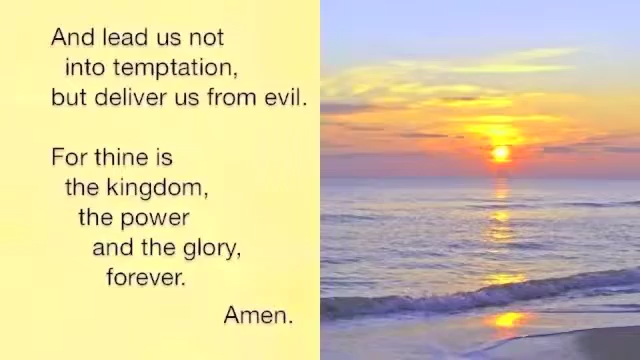 And lead us not
into temptation,
but deliver us from evil.
For thine is
the kingdom,
the power
and the glory,
forever.
Amen.